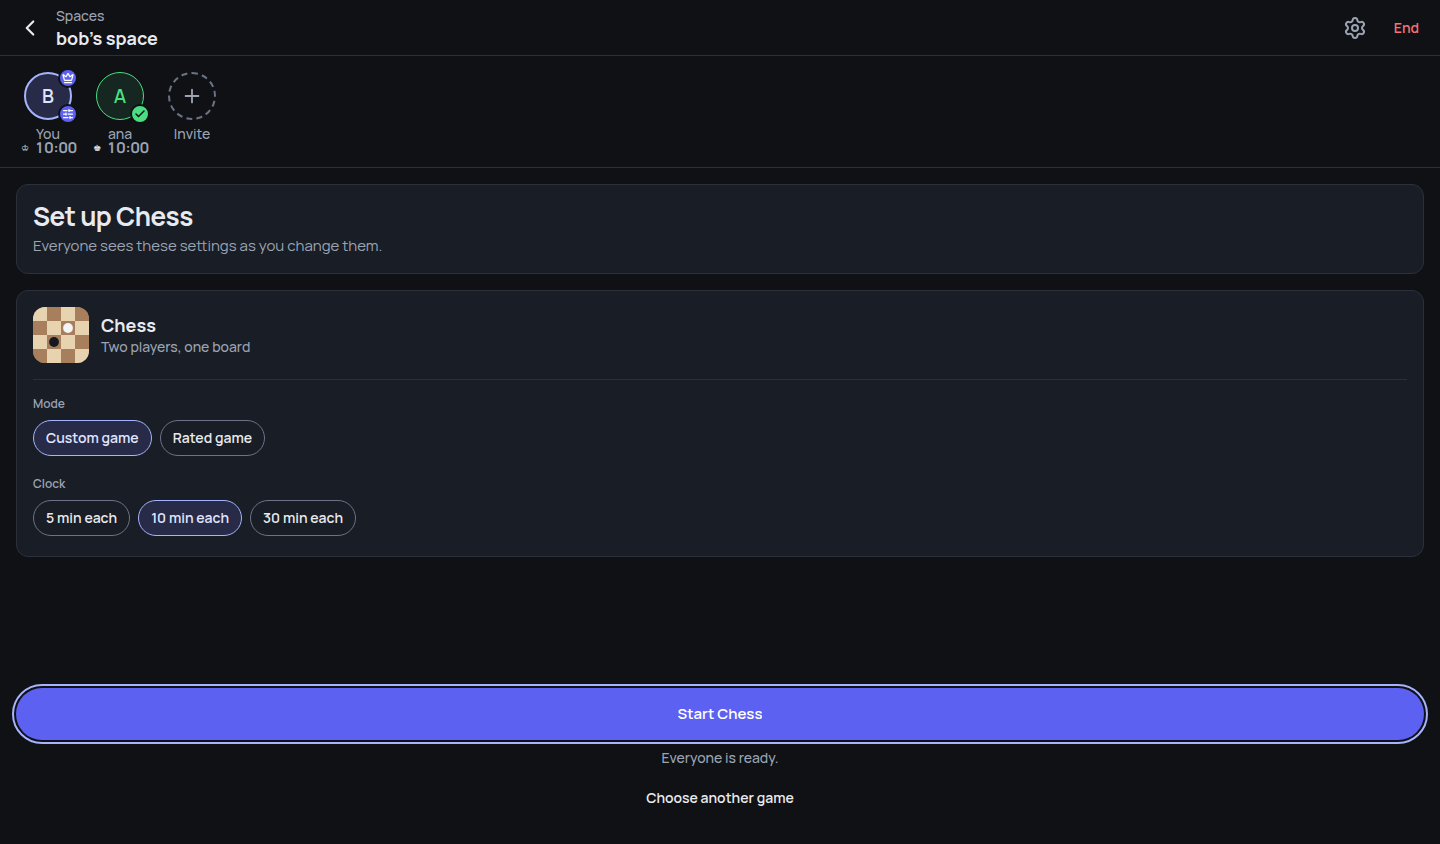 Spaces
bob's space
End
B
A
You
ana
Invite
10:00
10:00
Set up Chess
Everyone sees these settings as you change them.
Chess
Two players, one board
Mode
Custom game
Rated game
Clock
5 min each
10 min each
30 min each
Start Chess
Everyone is ready.
Choose another game